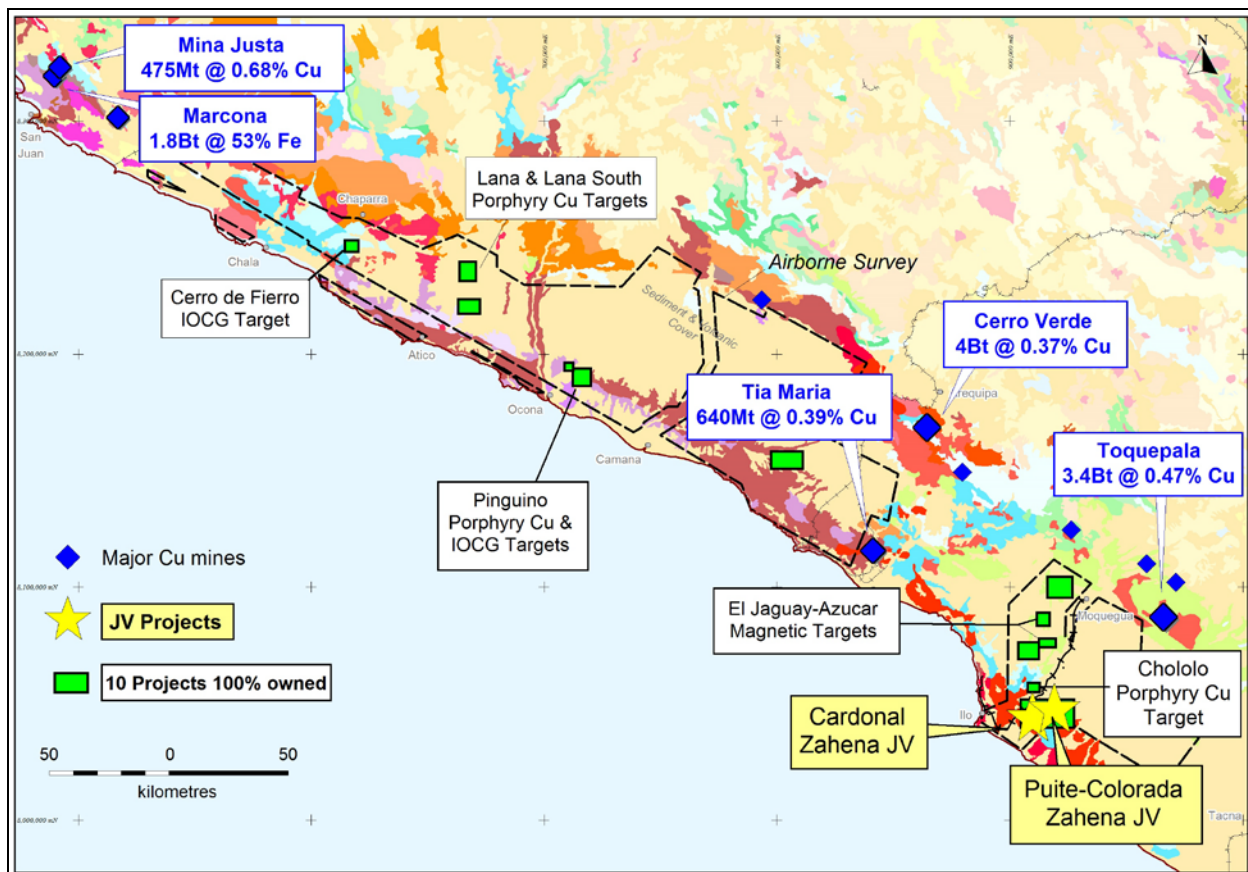 Mina Justa
475Mt @ 0.68% Cu
Marcona
1.8Bt @ 53% Fe
N
San
Juan
Lana & Lana South
Porphyry Cu Targets
Chaparra
Chala
Airborne Survey
Cerro de Fierro
IOCG Target
Sediment & Volcanic
Cover
Cerro Verde
4Bt @ 0.37% Cu
Atico
Tia Maria
640Mt @ 0.39% Cu
requipa
Ocona
Camana
Toquepala
3.4Bt @ 0.47% Cu
Pinguino
Porphyry Cu &
IOCG Targets
Major Cu mines
JV Projects
10 Projects 100% owned
El Jaguay-Azucar
Magnetic Targets
Moquegua
Chololo
Porphyry Cu
Target
Ilo
Cardonal
Zahena JV
Puite-Colorada
Zahena JV
Tacna
50 0 50
kilometres